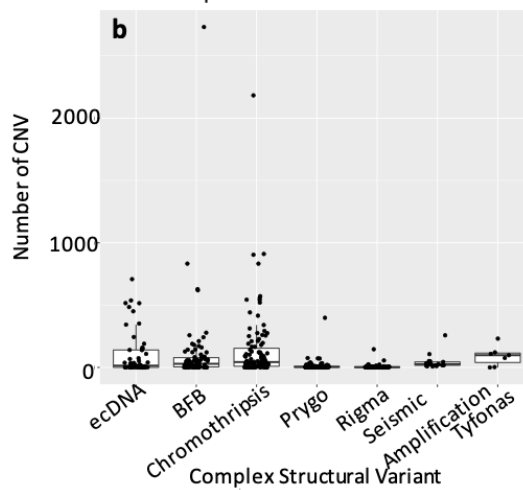 b
Number of CNV
2000
1000
0
ecDNA
BFB
Chromothripsis
Prygo
Rigma
Seismic
Amplification
Tyfonas
Complex Structural Variant